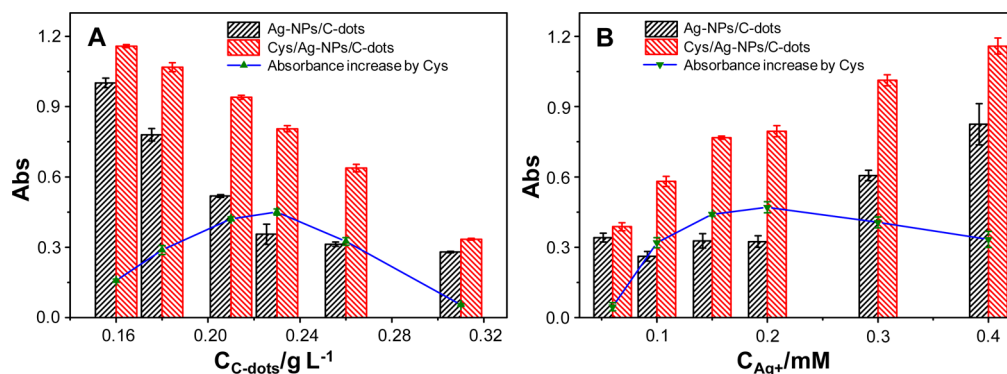 A
Ag-NPs/C-dots
Cys/Ag-NPs/C-dots
Absorbance increase by Cys
Abs
1.2
0.9
0.6
0.3
0.0
0.16 0.20 0.24 0.28 0.32
C C-dots/g L-1
B
Ag-NPs/C-dots
Cys/Ag-NPs/C-dots
Absorbance increase by Cys
Abs
1.2
0.9
0.6
0.3
0.0
0.1 0.2 0.3 0.4
C Ag+/mM